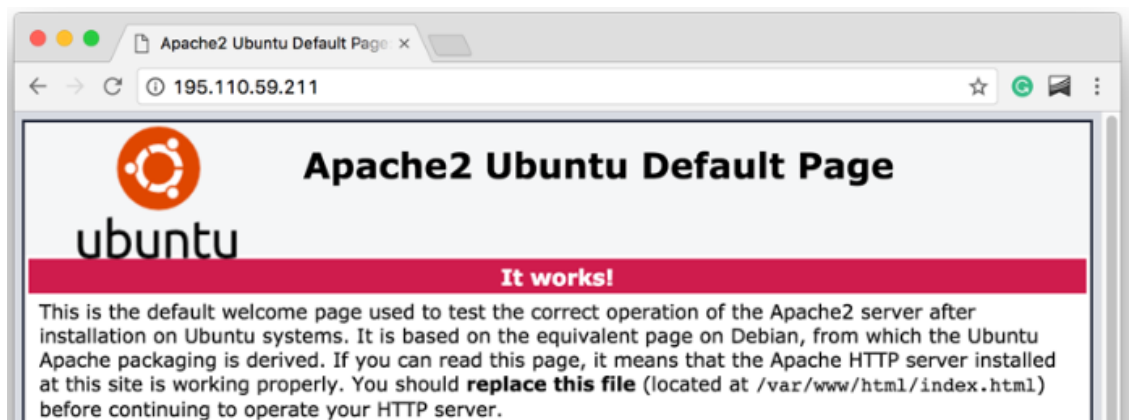 Apache2 Ubuntu Default Page
195.110.59.211
Apache2 Ubuntu Default Page
ubuntu
It works!
This is the default welcome page used to test the correct operation of the Apache2 server after
installation on Ubuntu systems. It is based on the equivalent page on Debian, from which the Ubuntu
Apache packaging is derived. If you can read this page, it means that the Apache HTTP server installed
at this site is working properly. You should replace this file (located at /var/www/html/index.html)
before continuing to operate your HTTP server.